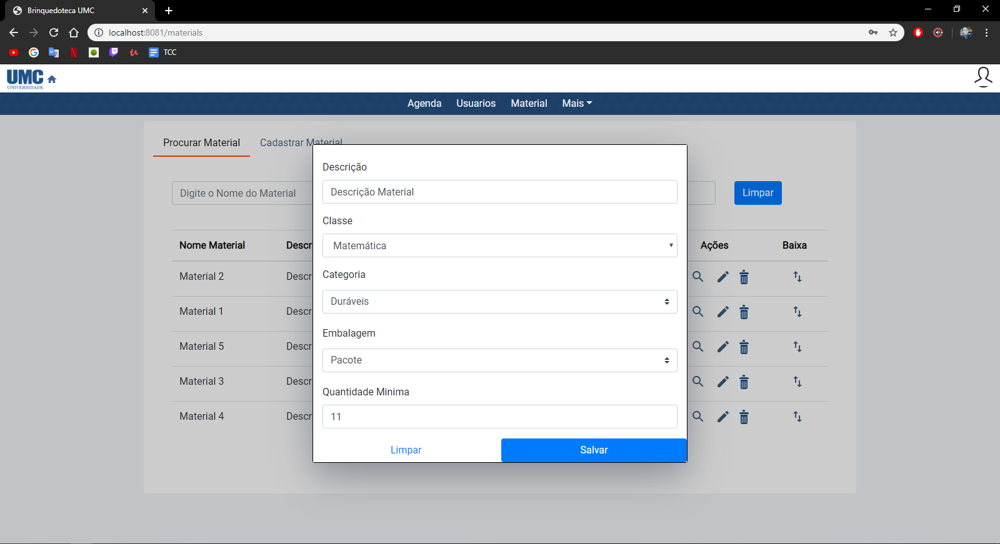 Brinquedoteca UMC
localhost:8081/materials
TCC
UMC
UNIVERSIDADE
Agenda Usuarios Material Mais
Procurar Material Cadastrar Material
Digite o Nome do Material Limpar
Nome Material Descr Ações Baixa
Material 2 Descr
Material 1 Descr
Material 5 Descr
Material 3 Descr
Material 4 Descr
Descrição
Descrição Material
Classe
Matemática
Categoria
Duráveis
Embalagem
Pacote
Quantidade Minima
11
Limpar Salvar